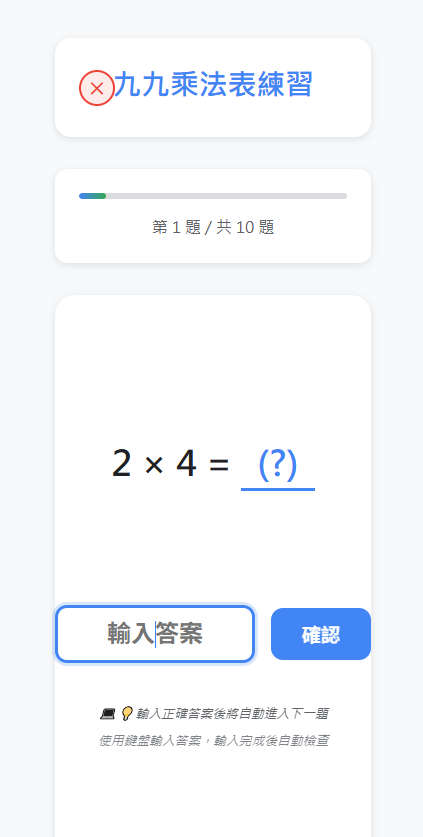 九九乘法表練習
第 1 題 / 共 10 題
2 × 4 = (?)
輸入答案
確認
💻💡輸入正確答案後將自動進入下一題
使用鍵盤輸入答案，輸入完成後自動檢查